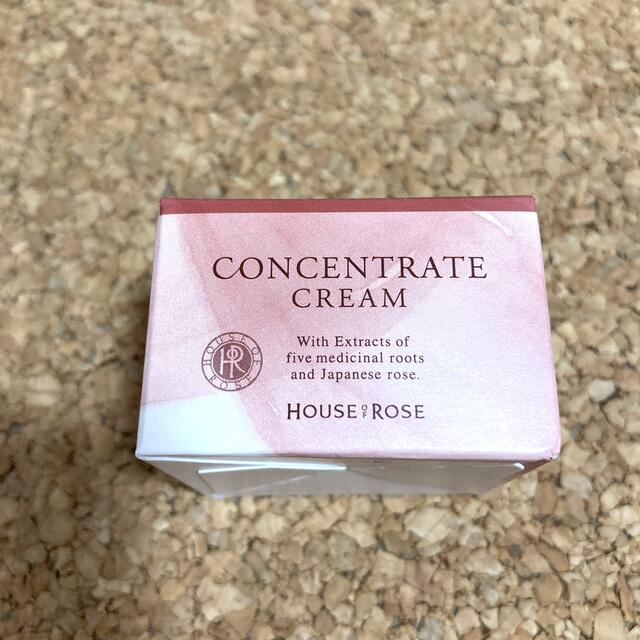 CONCENTRATE
CREAM
With Extracts of
five medicinal roots
and Japanese rose.
HOUSE OF ROSE
HR
HOUSE OF ROSE